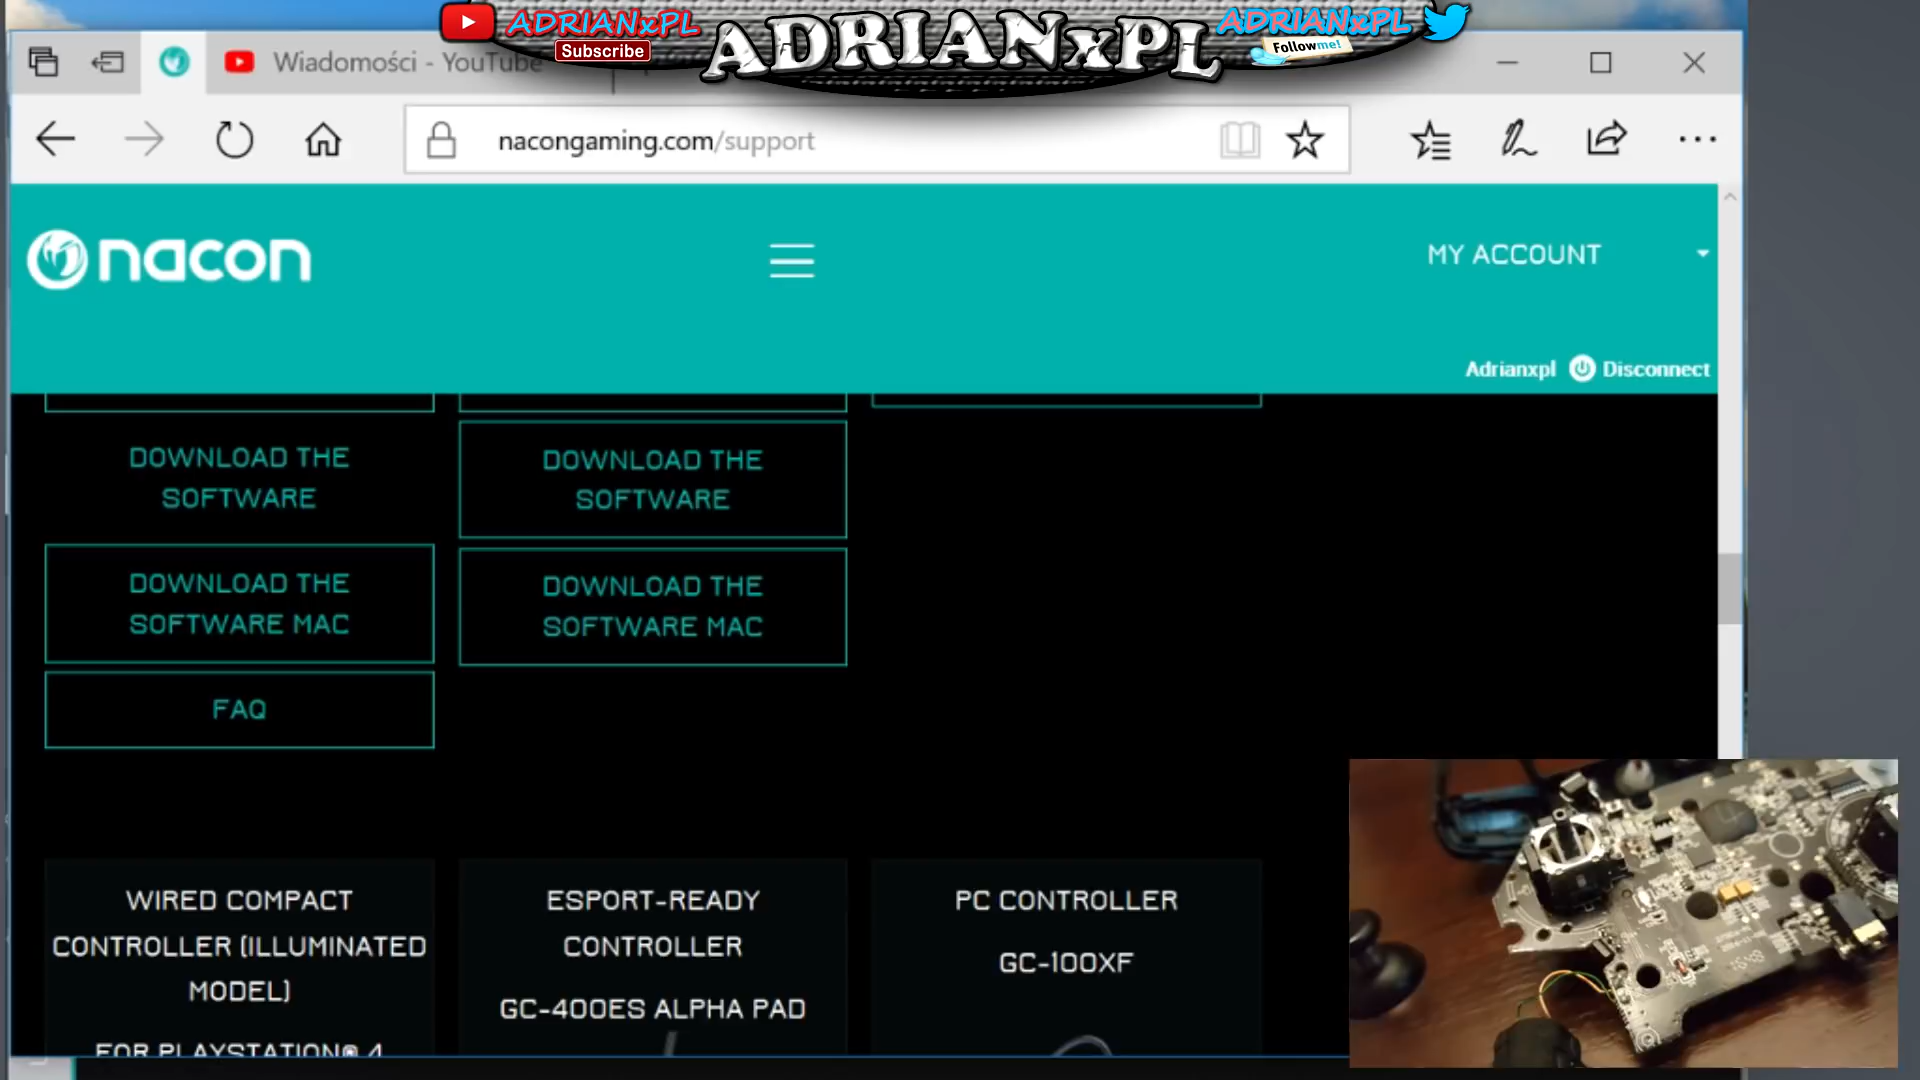 ADRIANxPL
Subscribe
ADRIANxPL
ADRIANxPL
Followme!
Wiadomości - YouTube
nacongaming.com/support
nacon
MY ACCOUNT
Adrianxpl Disconnect
DOWNLOAD THE
SOFTWARE
DOWNLOAD THE
SOFTWARE
DOWNLOAD THE
SOFTWARE MAC
DOWNLOAD THE
SOFTWARE MAC
FAQ
WIRED COMPACT
CONTROLLER (ILLUMINATED
MODEL)
FOR PLAYSTATION® 4
ESPORT-READY
CONTROLLER
GC-400ES ALPHA PAD
PC CONTROLLER
GC-100XF